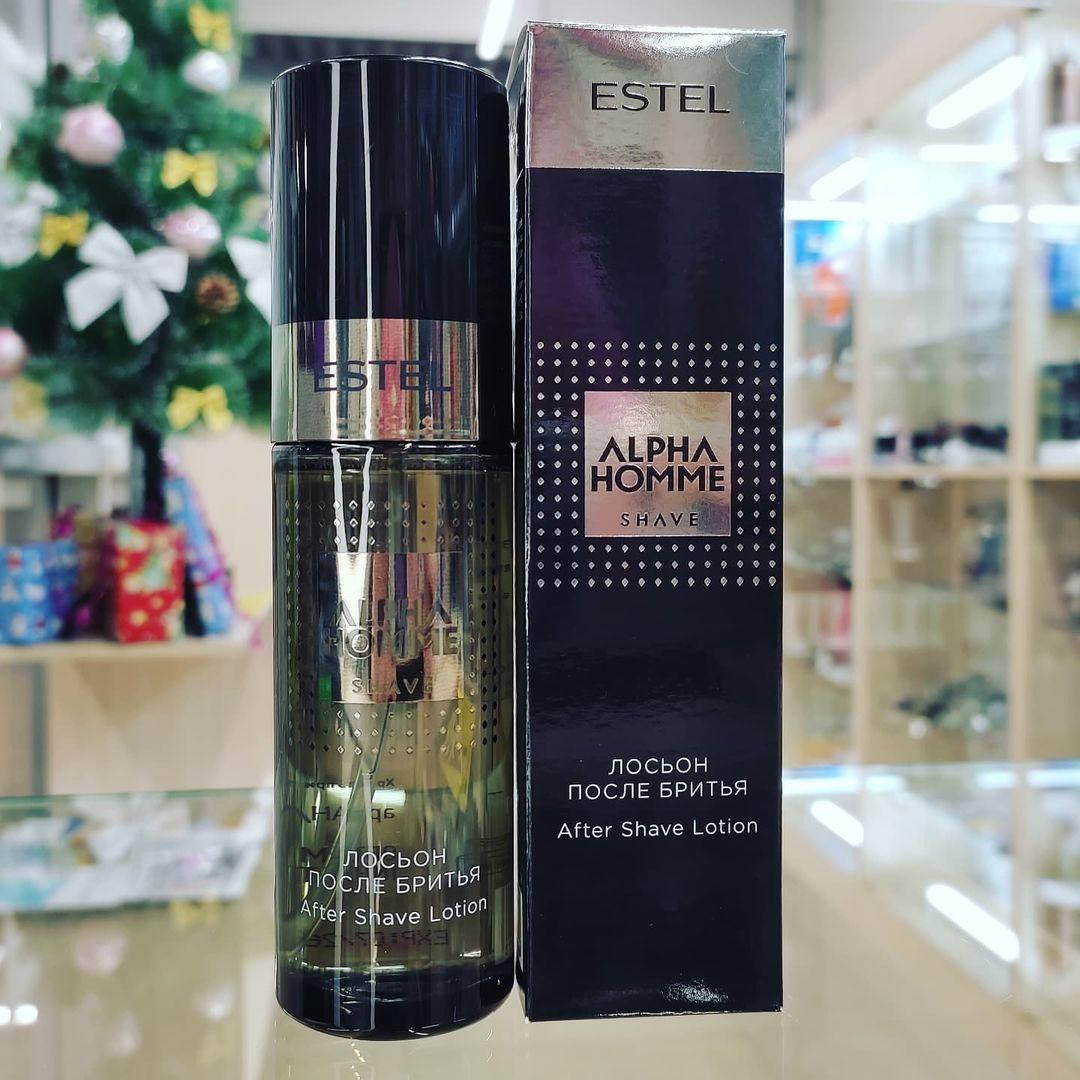 ESTEL
ALPHA
HOMME
SHAVE
ЛОСЬОН
ПОСЛЕ БРИТЬЯ
After Shave Lotion
ESTEL
ALPHA
HOMME
SHAVE
ЛОСЬОН
ПОСЛЕ БРИТЬЯ
After Shave Lotion